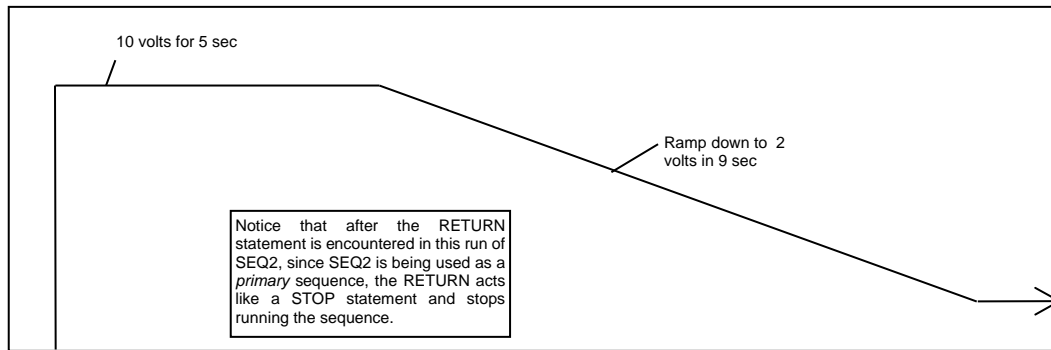 10 volts for 5 sec
Ramp down to 2
volts in 9 sec
Notice that after the RETURN
statement is encountered in this run of
SEQ2, since SEQ2 is being used as a
primary sequence, the RETURN acts
like a STOP statement and stops
running the sequence.